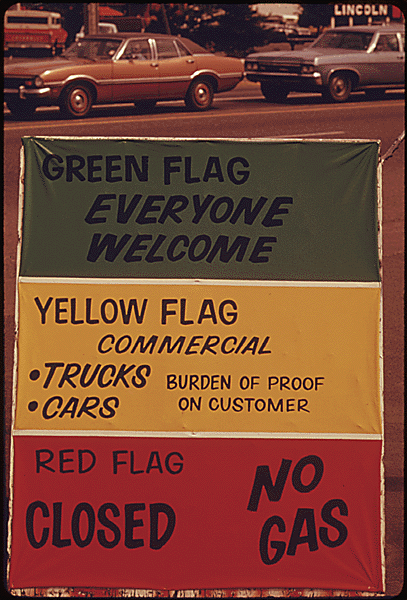 LINCOLN
GREEN FLAG
EVERYONE
WELCOME
YELLOW FLAG
COMMERCIAL
•TRUCKS
•CARS
BURDEN OF PROOF
ON CUSTOMER
RED FLAG
CLOSED
NO
GAS